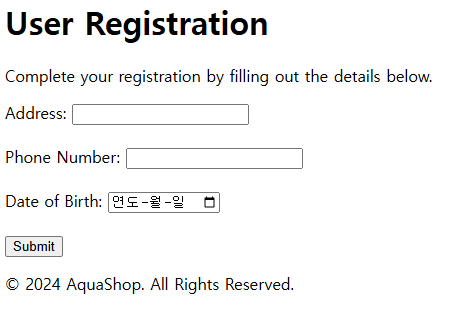 User Registration
Complete your registration by filling out the details below.
Address:
Phone Number:
Date of Birth: 연도-월-일
Submit
© 2024 AquaShop. All Rights Reserved.